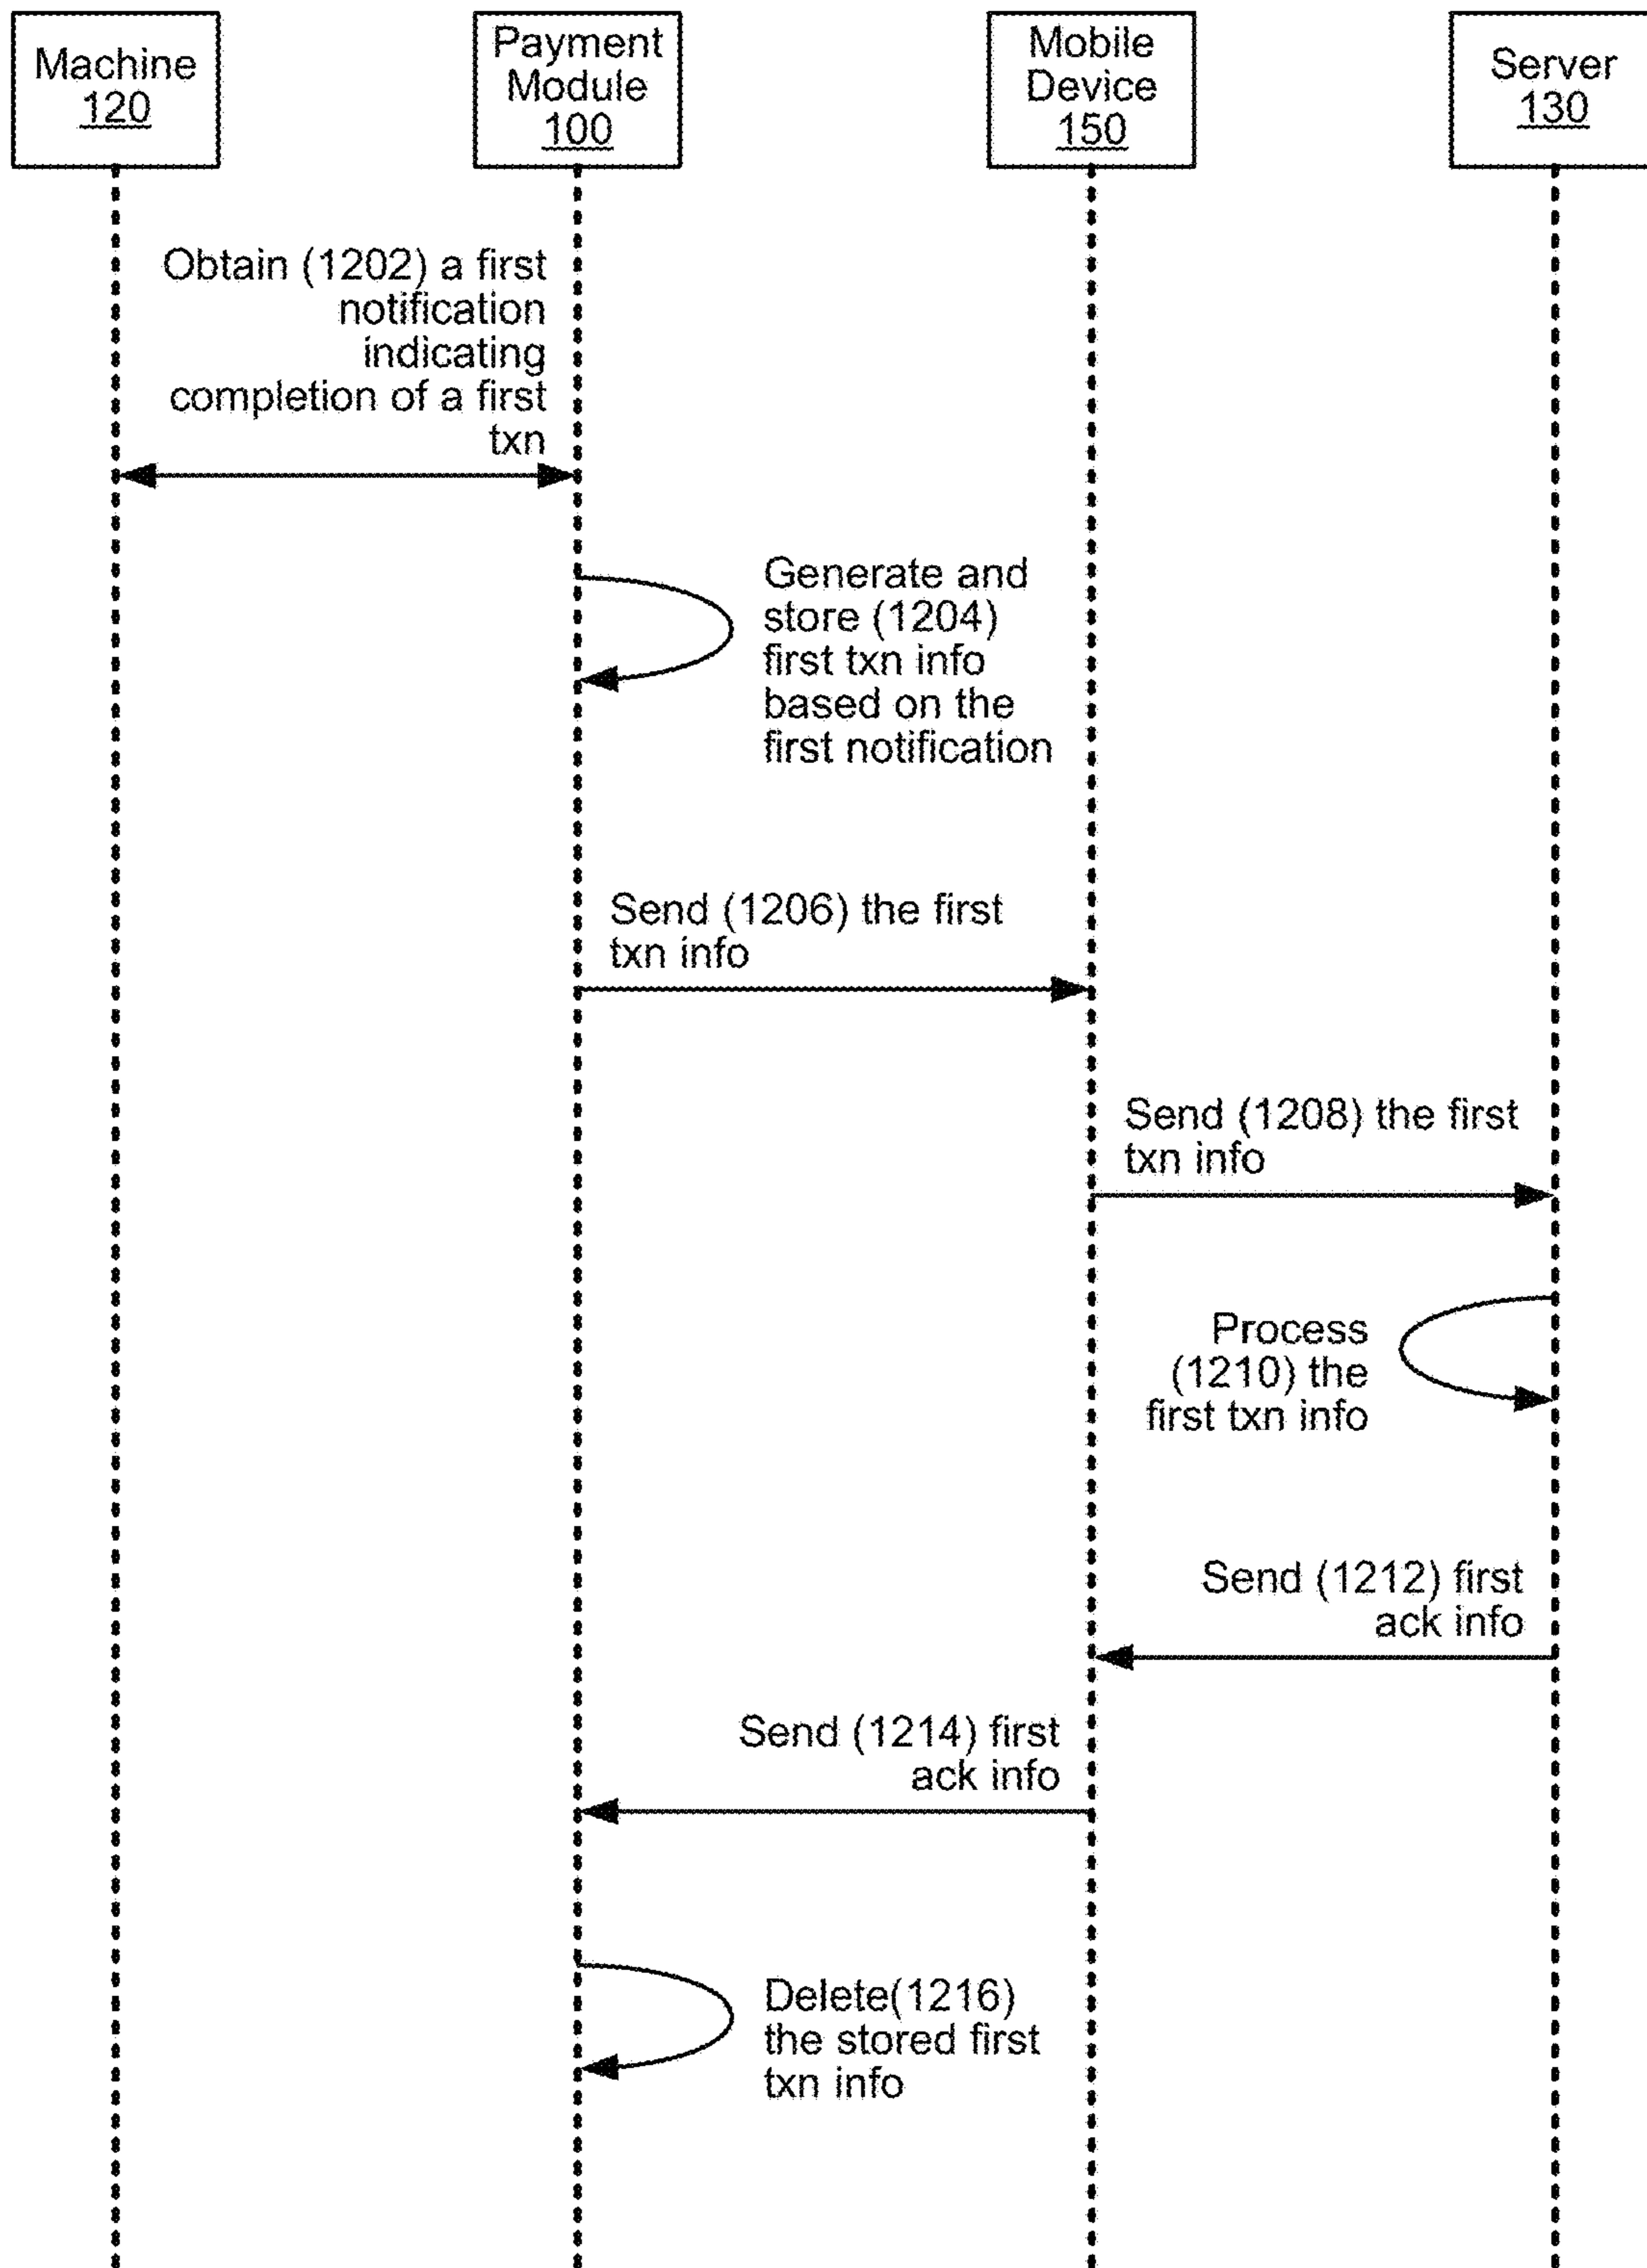 Machine
120
Payment
Module
100
Mobile
Device
150
Server
130
Obtain (1202) a first
notification
indicating
completion of a first
txn
Generate and
store (1204)
first txn info
based on the
first notification
Send (1206) the first
txn info
Send (1208) the first
txn info
Process
(1210) the
first txn info
Send (1212) first
ack info
Send (1214) first
ack info
Delete(1216)
the stored first
txn info